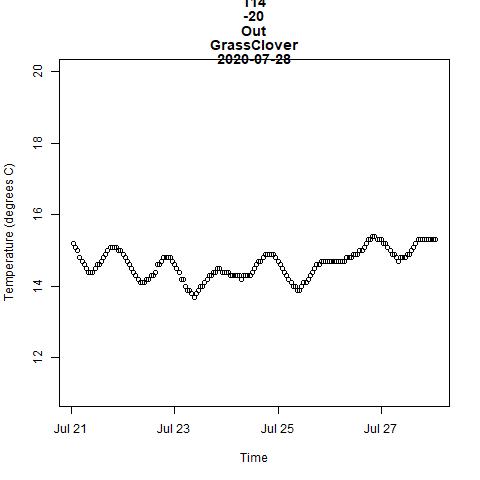 114
-20
Out
GrassClover
2020-07-28
Temperature (degrees C)
20
18
16
14
12
Jul 21
Jul 23
Jul 25
Jul 27
Time